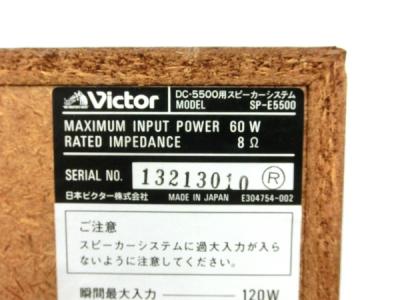 Victor DC-5500用スピーカーシステム
MODEL SP-E5500
MAXIMUM INPUT POWER 60 W
RATED IMPEDANCE 8 Ω
SERIAL NO. 13213010 R
日本ビクター株式会社 MADE IN JAPAN E304754-002
ご注意
スピーカーシステムに過大入力が入ら
ないように注意してください。
瞬間最大入力 120W